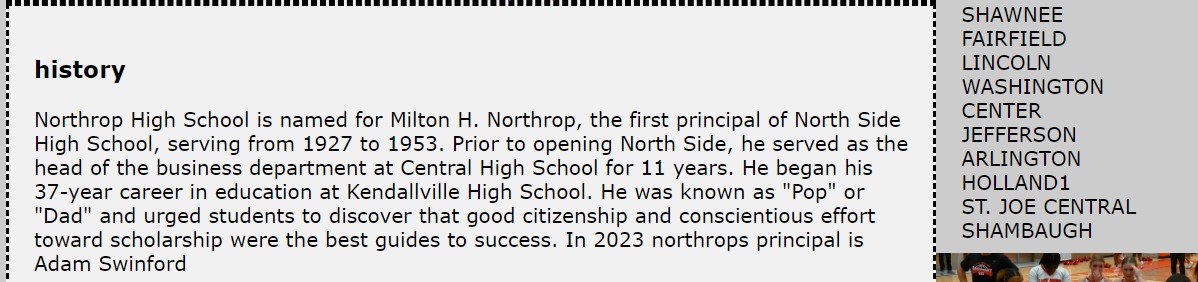 history
Northrop High School is named for Milton H. Northrop, the first principal of North Side
High School, serving from 1927 to 1953. Prior to opening North Side, he served as the
head of the business department at Central High School for 11 years. He began his
37-year career in education at Kendallville High School. He was known as "Pop" or
"Dad" and urged students to discover that good citizenship and conscientious effort
toward scholarship were the best guides to success. In 2023 northrops principal is
Adam Swinford
SHAWNEE
FAIRFIELD
LINCOLN
WASHINGTON
CENTER
JEFFERSON
ARLINGTON
HOLLAND1
ST. JOE CENTRAL
SHAMBAUGH